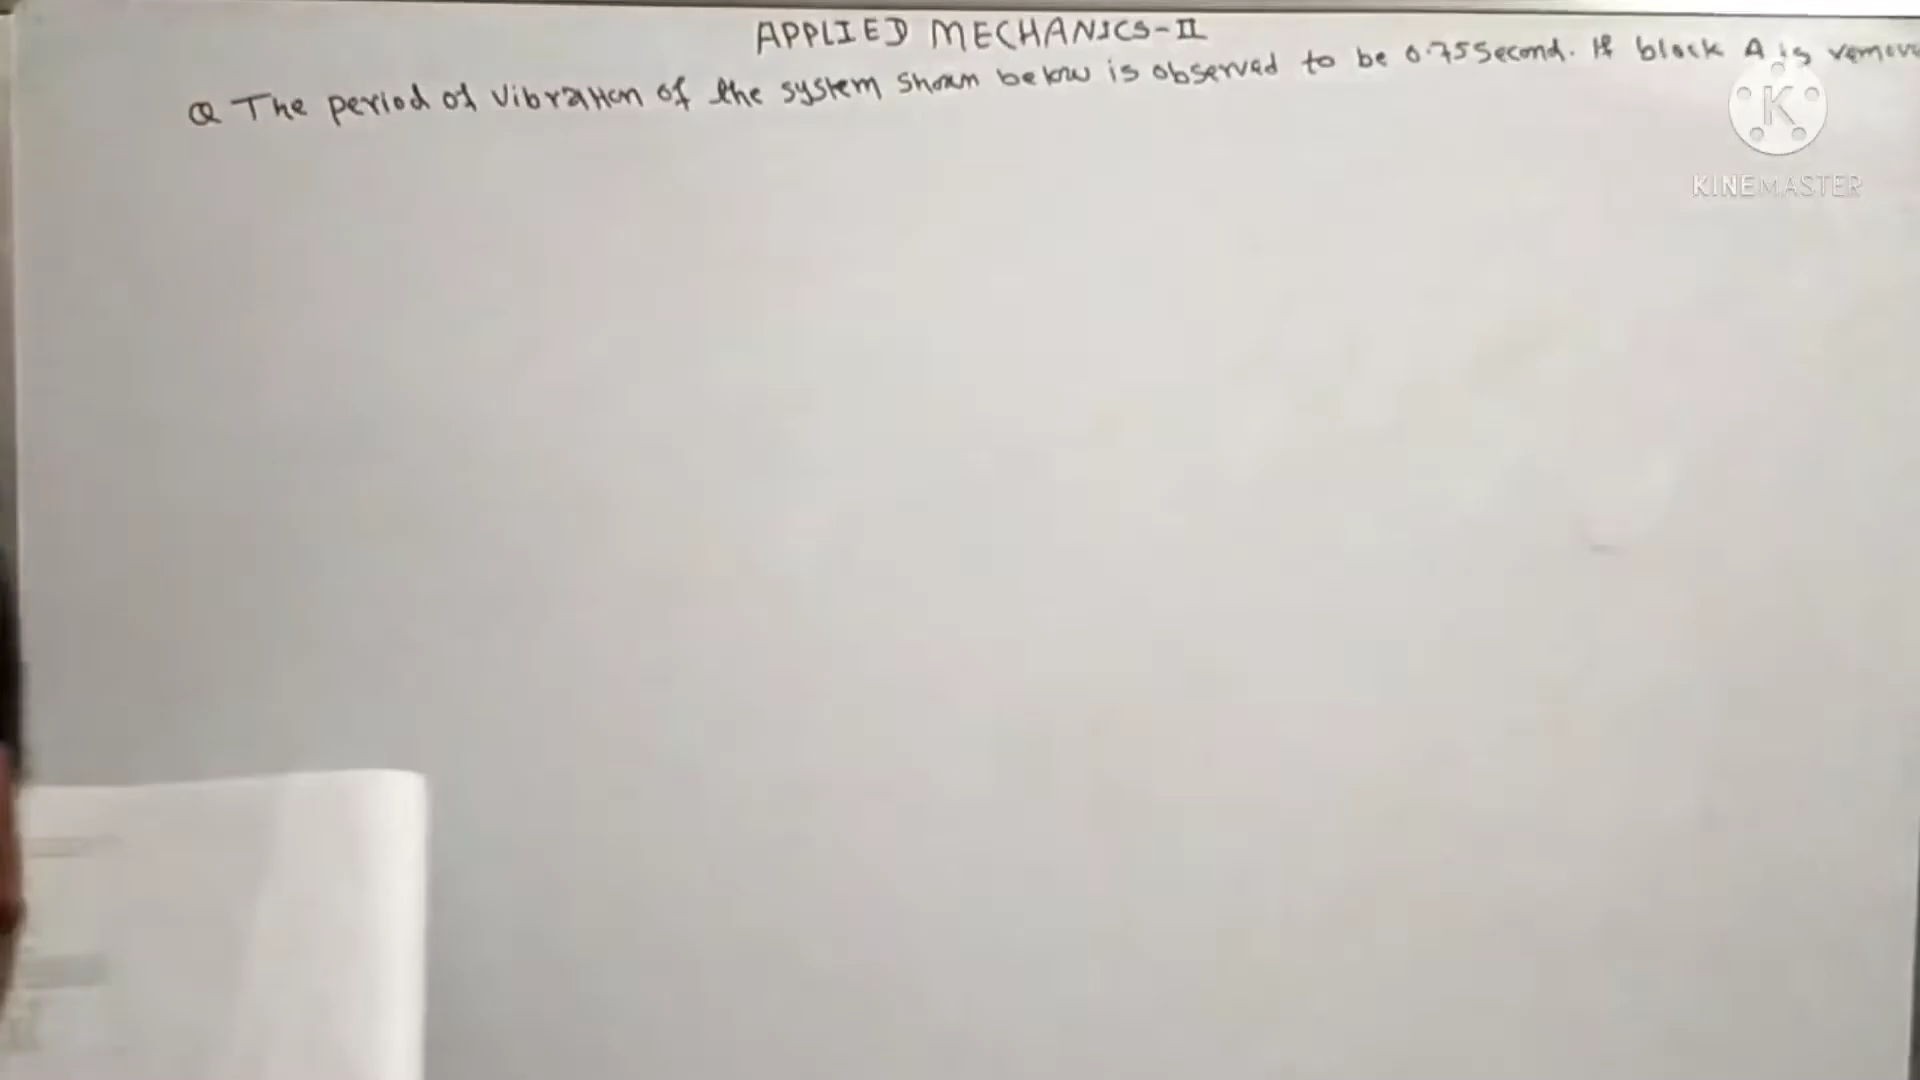 APPLIED MECHANICS-II
Q The period of vibration of the system shown below is observed to be 0.75 second. If block A is remove
K
KINEMASTER